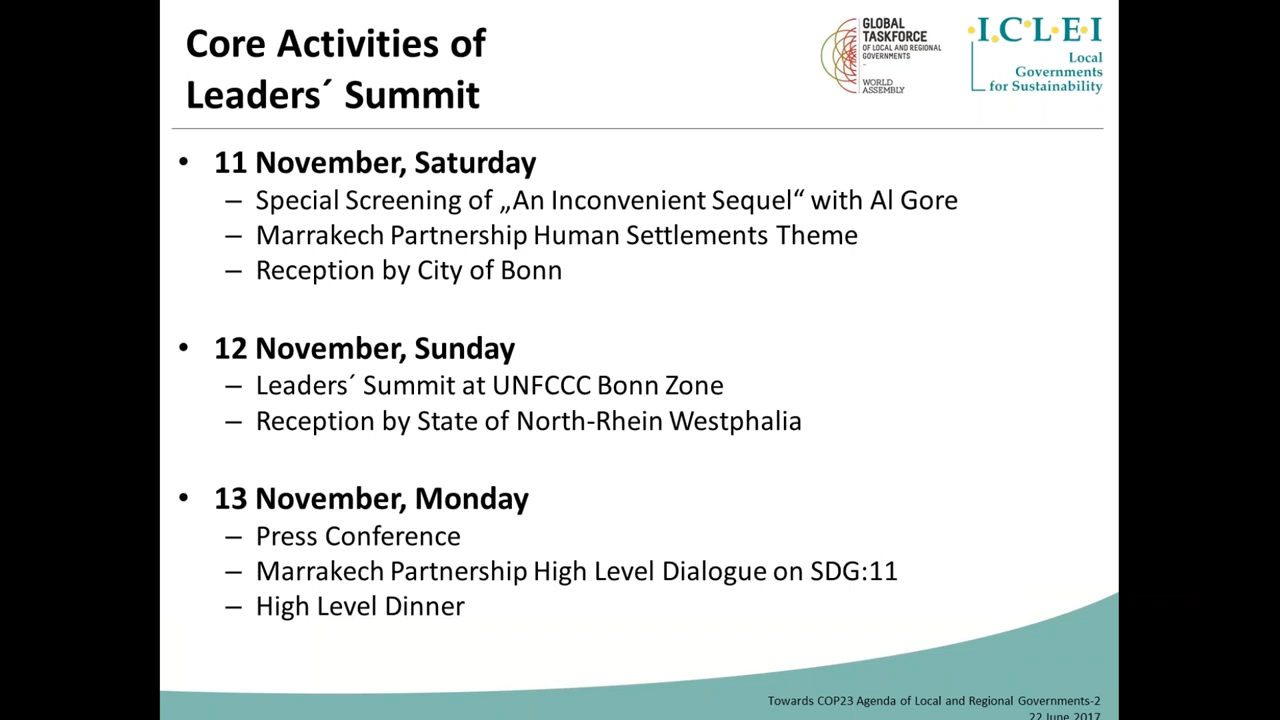 Core Activities of
Leaders´ Summit
GLOBAL
TASKFORCE
OF LOCAL AND REGIONAL
GOVERNMENTS
WORLD
ASSEMBLY
I.C.L.E.I
Local
Governments
for Sustainability
• 11 November, Saturday
– Special Screening of „An Inconvenient Sequel“ with Al Gore
– Marrakech Partnership Human Settlements Theme
– Reception by City of Bonn
• 12 November, Sunday
– Leaders´ Summit at UNFCCC Bonn Zone
– Reception by State of North-Rhein Westphalia
• 13 November, Monday
– Press Conference
– Marrakech Partnership High Level Dialogue on SDG:11
– High Level Dinner
Towards COP23 Agenda of Local and Regional Governments-2
22 June 2017